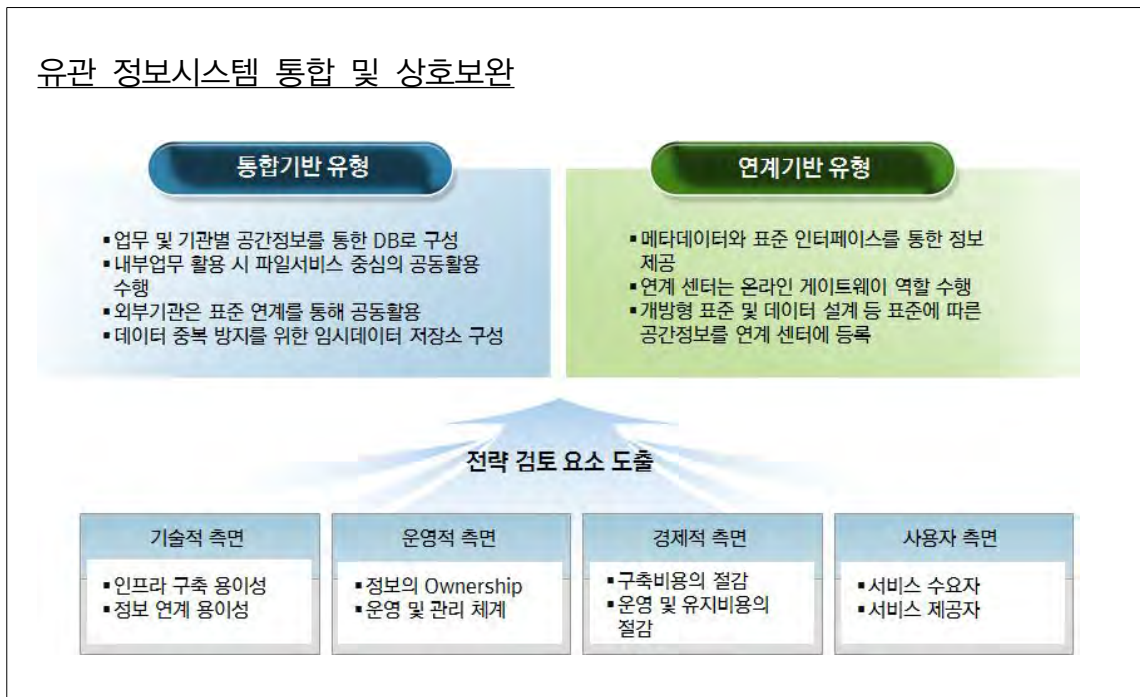 유관 정보시스템 통합 및 상호보완
통합기반 유형
▪업무 및 기관별 공간정보를 통한 DB로 구성
▪내부업무 활용 시 파일서비스 중심의 공동활용
수행
▪외부기관은 표준 연계를 통해 공동활용
▪데이터 중복 방지를 위한 임시데이터 저장소 구성
연계기반 유형
▪메타데이터와 표준 인터페이스를 통한 정보
제공
▪연계 센터는 온라인 게이트웨이 역할 수행
▪개방형 표준 및 데이터 설계 등 표준에 따른
공간정보를 연계 센터에 등록
전략 검토 요소 도출
기술적 측면
▪인프라 구축 용이성
▪정보 연계 용이성
운영적 측면
▪정보의 Ownership
▪운영 및 관리 체계
경제적 측면
▪구축비용의 절감
▪운영 및 유지비용의
절감
사용자 측면
▪서비스 수요자
▪서비스 제공자